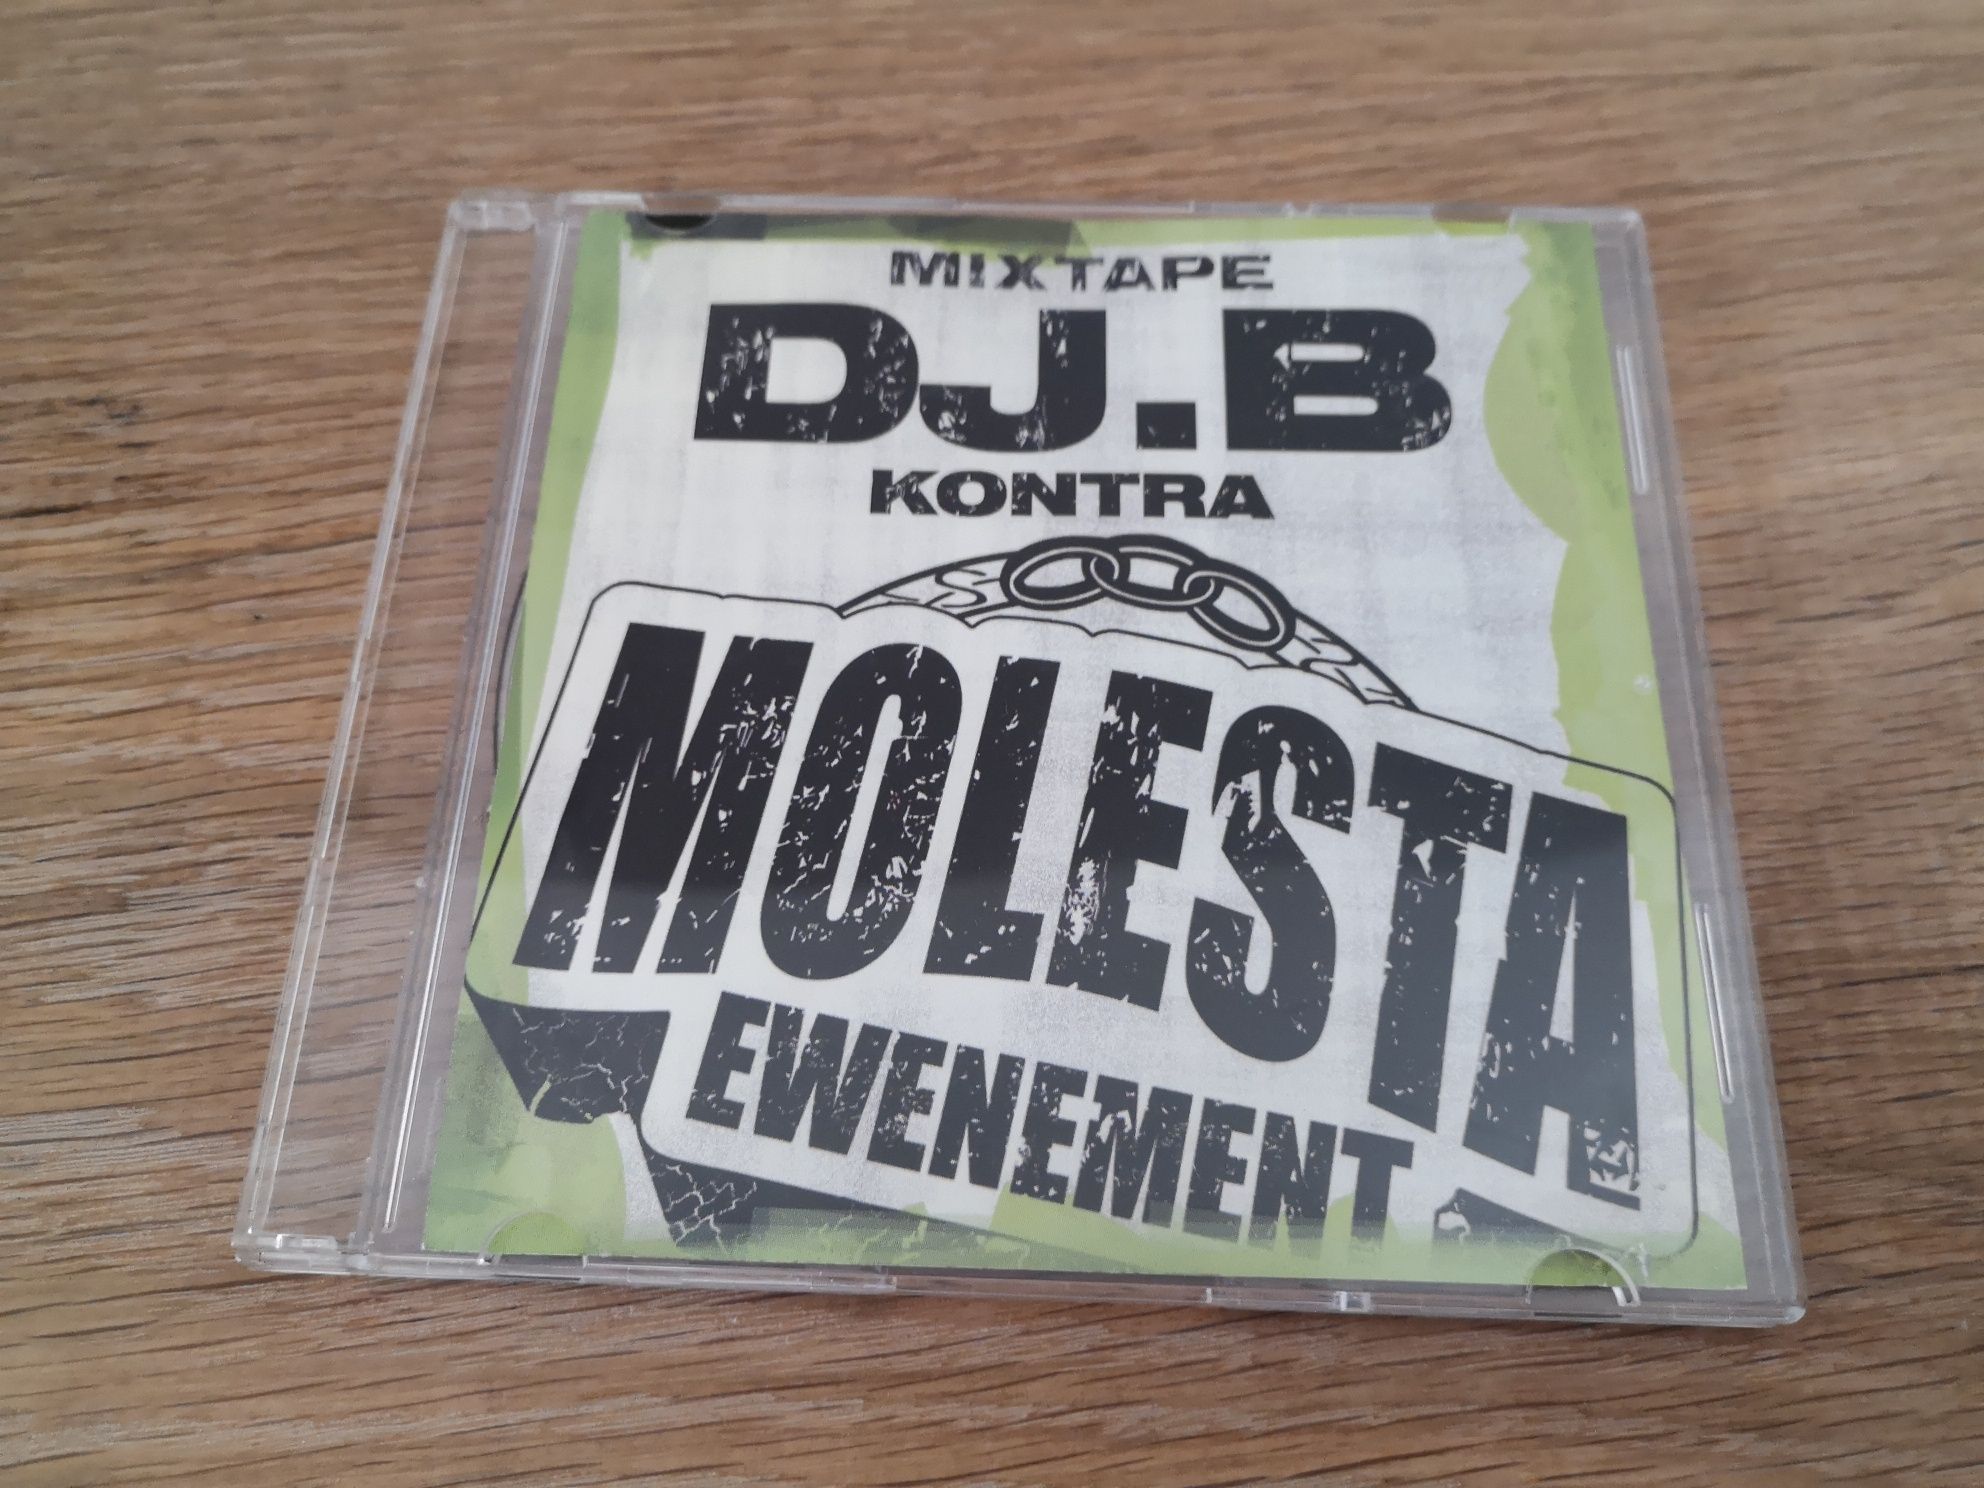 MIXTAPE
DJ.B
KONTRA
MOLESTA
EWENEMENT